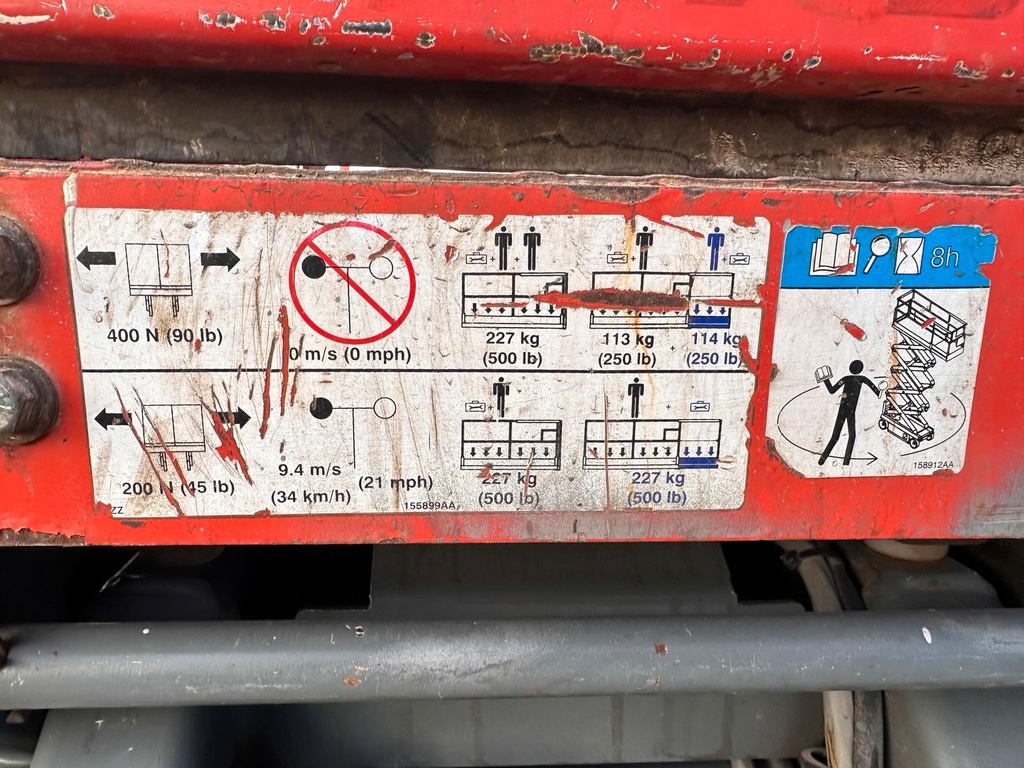 400 N (90 lb)
0 m/s (0 mph)
227 kg
(500 lb)
113 kg
(250 lb)
114 kg
(250 lb)
200 N (45 lb)
9.4 m/s
(34 km/h)
(21 mph)
227 kg
(500 lb)
227 kg
(500 lb)
ZZ
155899AA
8h
158912AA